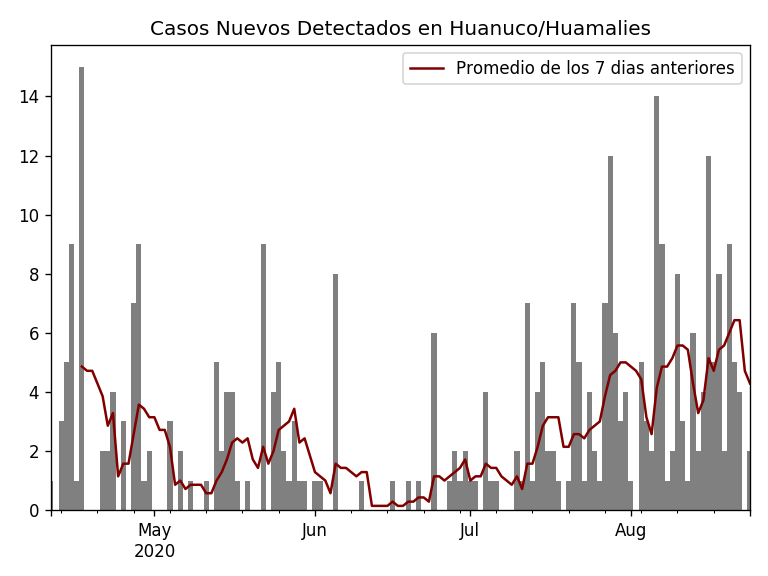 Casos Nuevos Detectados en Huanuco/Huamalies
Promedio de los 7 dias anteriores
14
12
10
8
6
4
2
0
May
2020
Jun
Jul
Aug